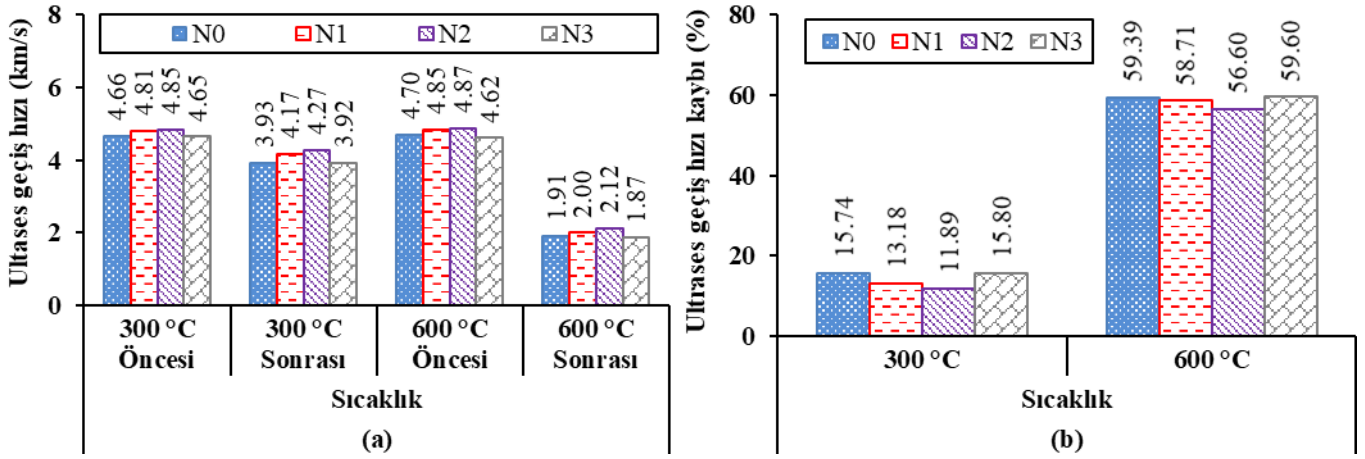 Ultases geçiş hızı (km/s)
8
6
4
2
0
N0 N1 N2 N3
4.66 4.81 4.85 4.65
3.93 4.17 4.27 3.92
4.70 4.85 4.87 4.62
1.91 2.00 2.12 1.87
300 °C 300 °C 600 °C 600 °C
Öncesi Sonrası Öncesi Sonrası
Sıcaklık
(a)
Ultrases geçiş hızı kaybı (%)
80
60
40
20
0
N0 N1 N2 N3
15.74 13.18 11.89 15.80
59.39 58.71 56.60 59.60
300 °C 600 °C
Sıcaklık
(b)